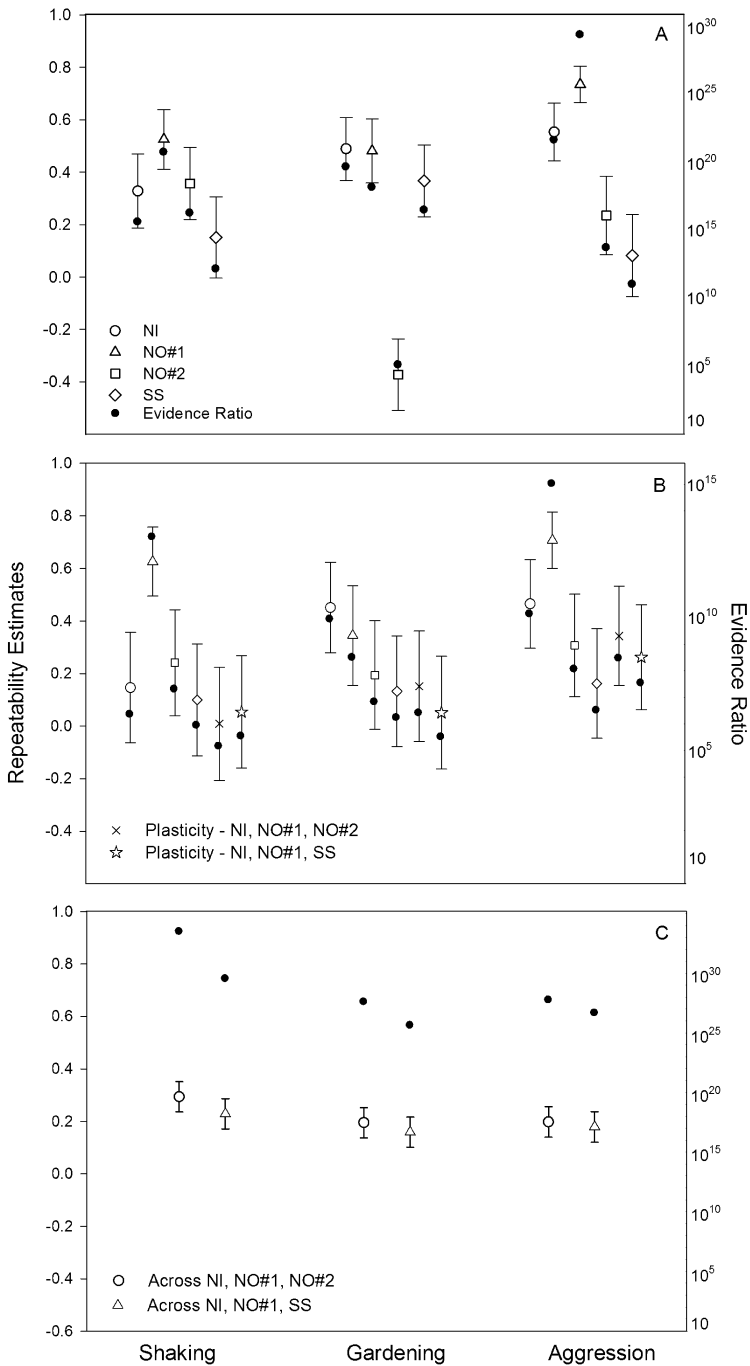 A
1.0
0.8
0.6
0.4
0.2
0.0
-0.2
-0.4
10^30
10^25
10^20
10^15
10^10
10^5
10
NI
NO#1
NO#2
SS
Evidence Ratio
B
1.0
0.8
0.6
0.4
0.2
0.0
-0.2
-0.4
10^15
10^10
10^5
10
Repeatability Estimates
Evidence Ratio
Plasticity - NI, NO#1, NO#2
Plasticity - NI, NO#1, SS
C
1.0
0.8
0.6
0.4
0.2
0.0
-0.2
-0.4
-0.6
10^30
10^25
10^20
10^15
10^10
10^5
10
Across NI, NO#1, NO#2
Across NI, NO#1, SS
Shaking Gardening Aggression